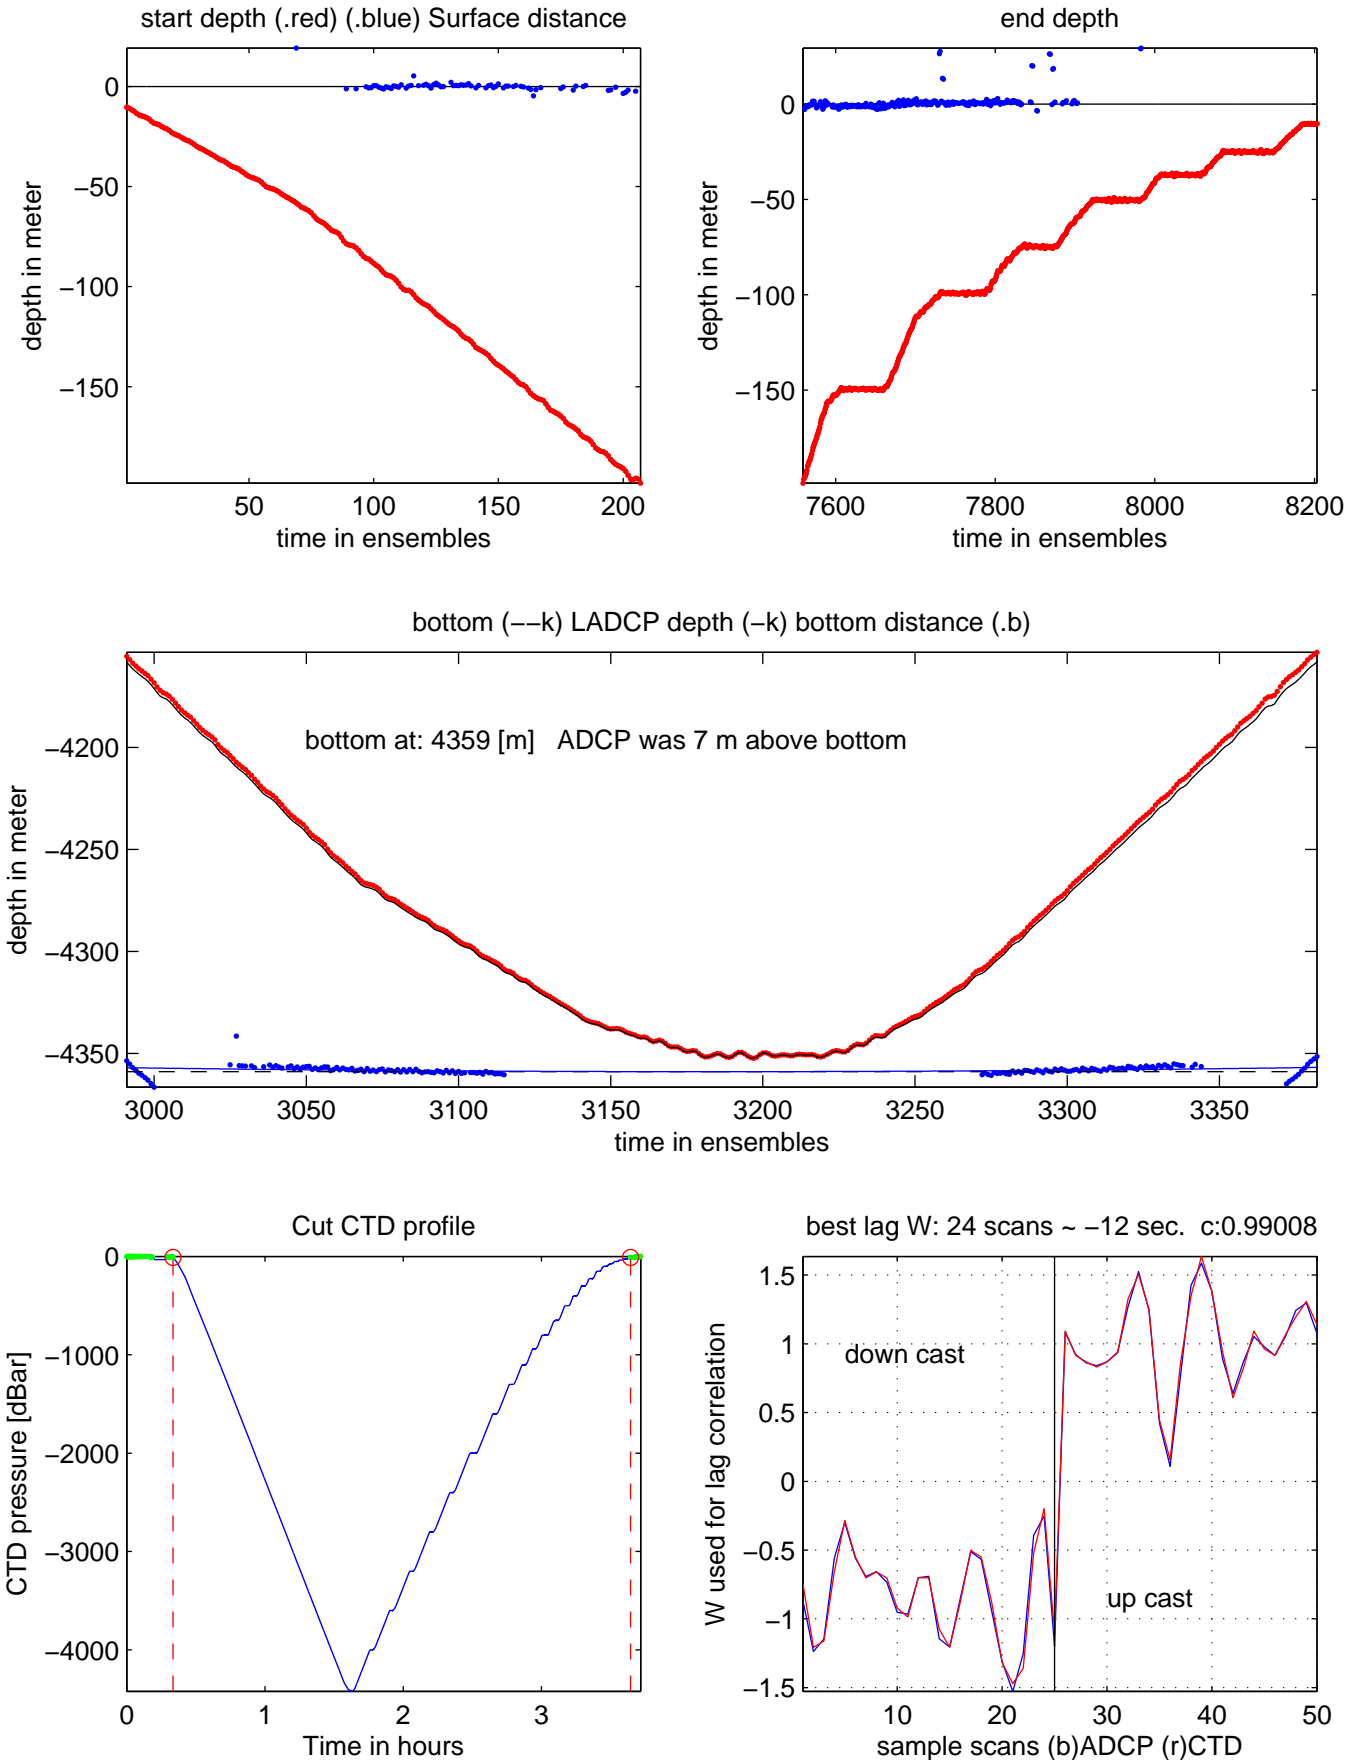 start depth (.red) (.blue) Surface distance
0
−50
−100
−150
depth in meter
50 100 150 200
time in ensembles
end depth
0
−50
−100
−150
depth in meter
7600 7800 8000 8200
time in ensembles
bottom (−−k) LADCP depth (−k) bottom distance (.b)
bottom at: 4359 [m] ADCP was 7 m above bottom
−4200
−4250
−4300
−4350
depth in meter
3000 3050 3100 3150 3200 3250 3300 3350
time in ensembles
Cut CTD profile
0
−1000
−2000
−3000
−4000
CTD pressure [dBar]
0 1 2 3
Time in hours
best lag W: 24 scans ~ −12 sec. c:0.99008
1.5
1
0.5
0
−0.5
−1
−1.5
W used for lag correlation
down cast
up cast
10 20 30 40 50
sample scans (b)ADCP (r)CTD